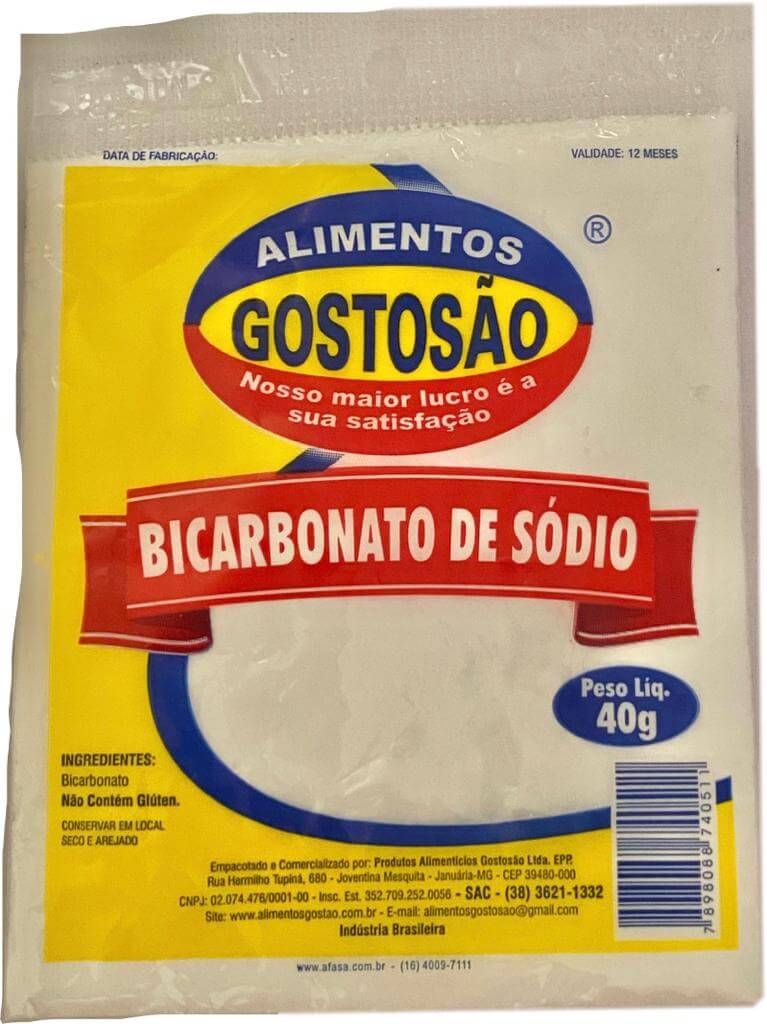 DATA DE FABRICAÇÃO:
VALIDADE: 12 MESES
ALIMENTOS
®
GOSTOSÃO
Nosso maior lucro é a
sua satisfação
BICARBONATO DE SÓDIO
Peso Líq.
40g
INGREDIENTES:
Bicarbonato
Não Contém Glúten.
CONSERVAR EM LOCAL
SECO E AREJADO
Empacotado e Comercializado por: Produtos Alimentícios Gostosão Ltda. EPP.
Rua Hermilho Tupiná, 680 - Joventina Mesquita - Januária-MG - CEP 39480-000
CNPJ: 02.074.476/0001-00 - Insc. Est. 352.709.252.0056 - SAC - (38) 3621-1332
Site: www.alimentosgostao.com.br - E-mail: alimentosgostosao@gmail.com
Indústria Brasileira
7 898088 740511
www.afasa.com.br - (16) 4009-7111